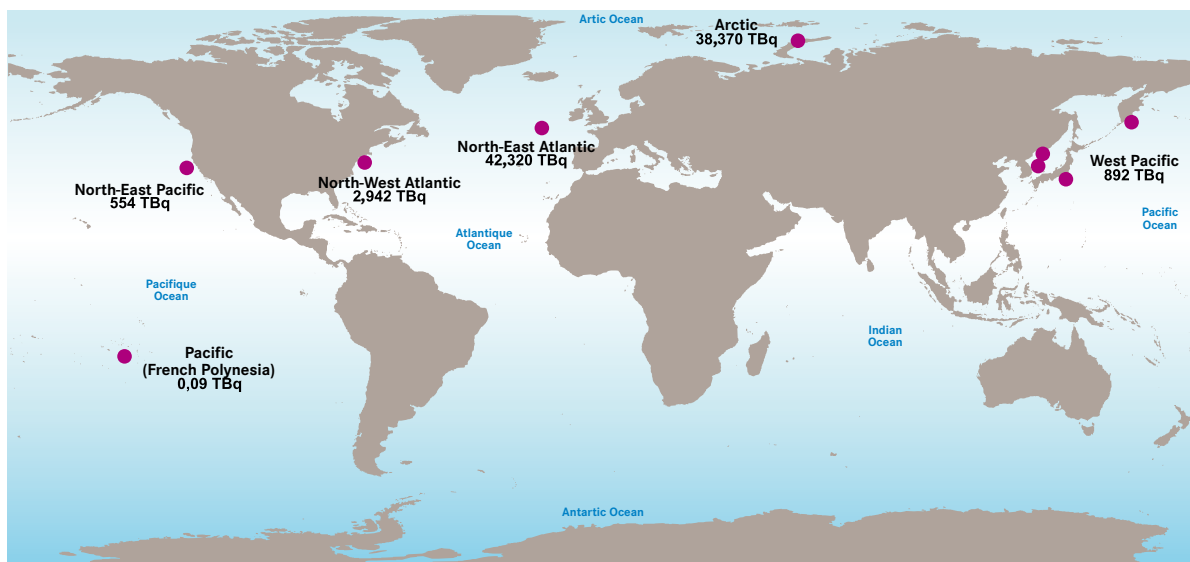 Artic Ocean
Arctic
38,370 TBq
North-East Atlantic
42,320 TBq
West Pacific
892 TBq
North-East Pacific
554 TBq
North-West Atlantic
2,942 TBq
Pacific
Ocean
Atlantique
Ocean
Pacifique
Ocean
Indian
Ocean
Pacific
(French Polynesia)
0,09 TBq
Antartic Ocean